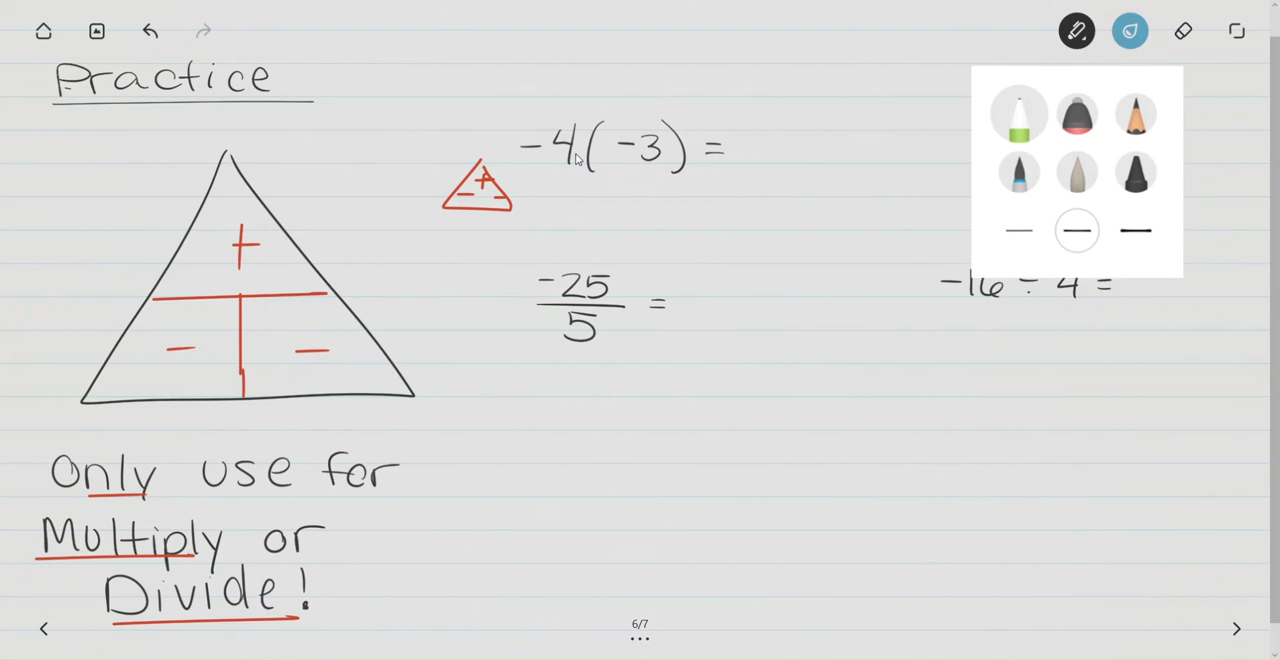 Practice
-4(-3) =
+
- -
-25
5 =
-16 ÷ 4 =
+
- -
Only use for
Multiply or
Divide!
6/7